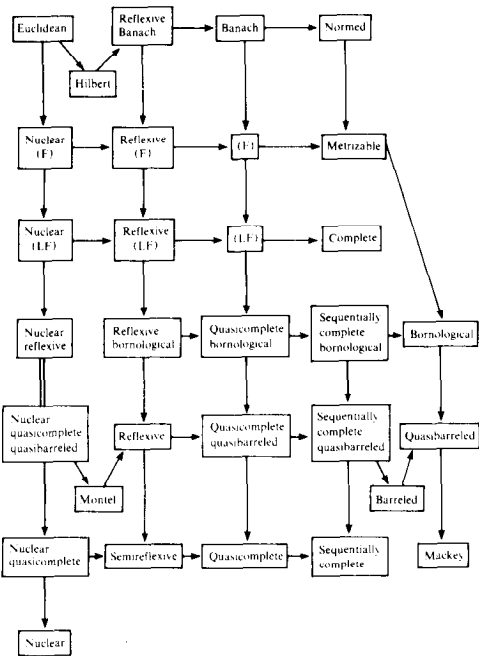 Euclidean
Reflexive
Banach
Banach
Normed
Hilbert
Nuclear
(F)
Reflexive
(F)
(F)
Metrizable
Nuclear
(LF)
Reflexive
(LF)
(LF)
Complete
Nuclear
reflexive
Reflexive
bornological
Quasicomplete
bornological
Sequentially
complete
bornological
Bornological
Nuclear
quasicomplete
quasibarreled
Reflexive
Quasicomplete
quasibarreled
Sequentially
complete
quasibarreled
Quasibarreled
Montel
Barreled
Nuclear
quasicomplete
Semireflexive
Quasicomplete
Sequentially
complete
Mackey
Nuclear